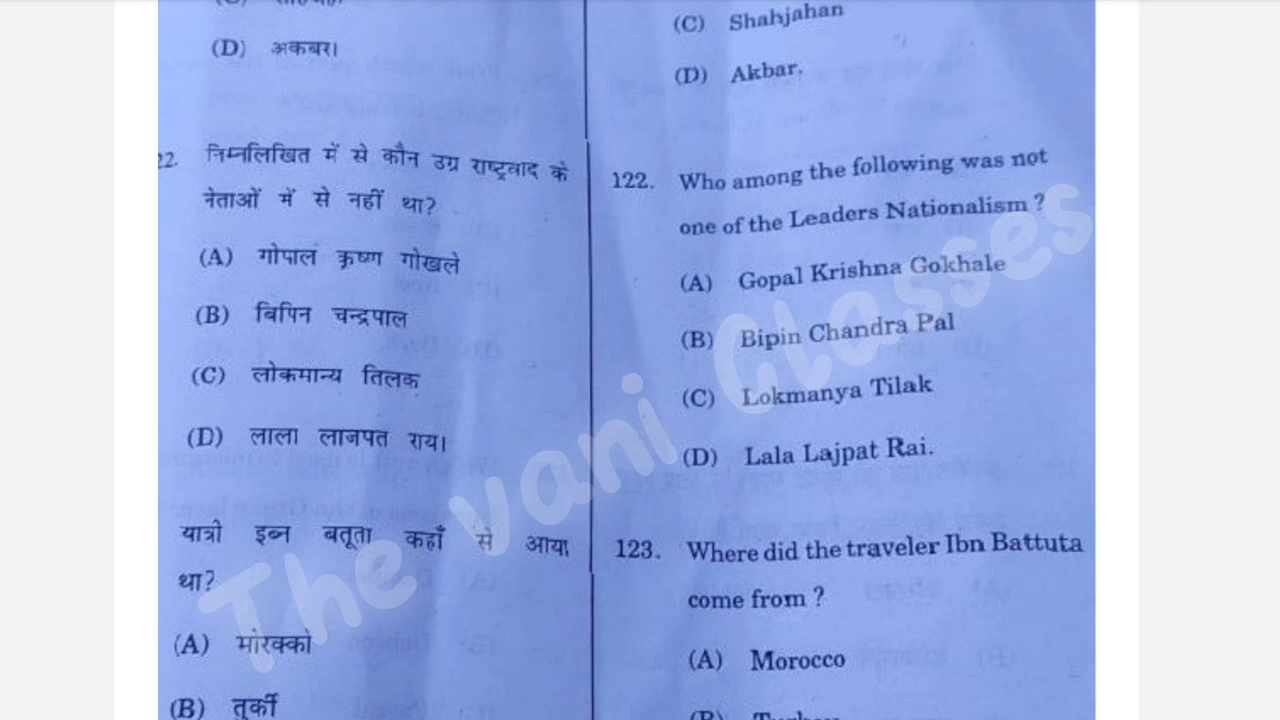 (D) अकबर।
22. निम्नलिखित में से कौन उग्र राष्ट्रवाद के
नेताओं में से नहीं था?
(A) गोपाल कृष्ण गोखले
(B) बिपिन चन्द्रपाल
(C) लोकमान्य तिलक
(D) लाला लाजपत राय।
यात्री इब्न बतूता कहाँ से आया
था?
(A) मोरक्को
(B) तुर्की
(C) Shahjahan
(D) Akbar.
122. Who among the following was not
one of the Leaders Nationalism ?
(A) Gopal Krishna Gokhale
(B) Bipin Chandra Pal
(C) Lokmanya Tilak
(D) Lala Lajpat Rai.
123. Where did the traveler Ibn Battuta
come from ?
(A) Morocco
(B)
The vani Classes